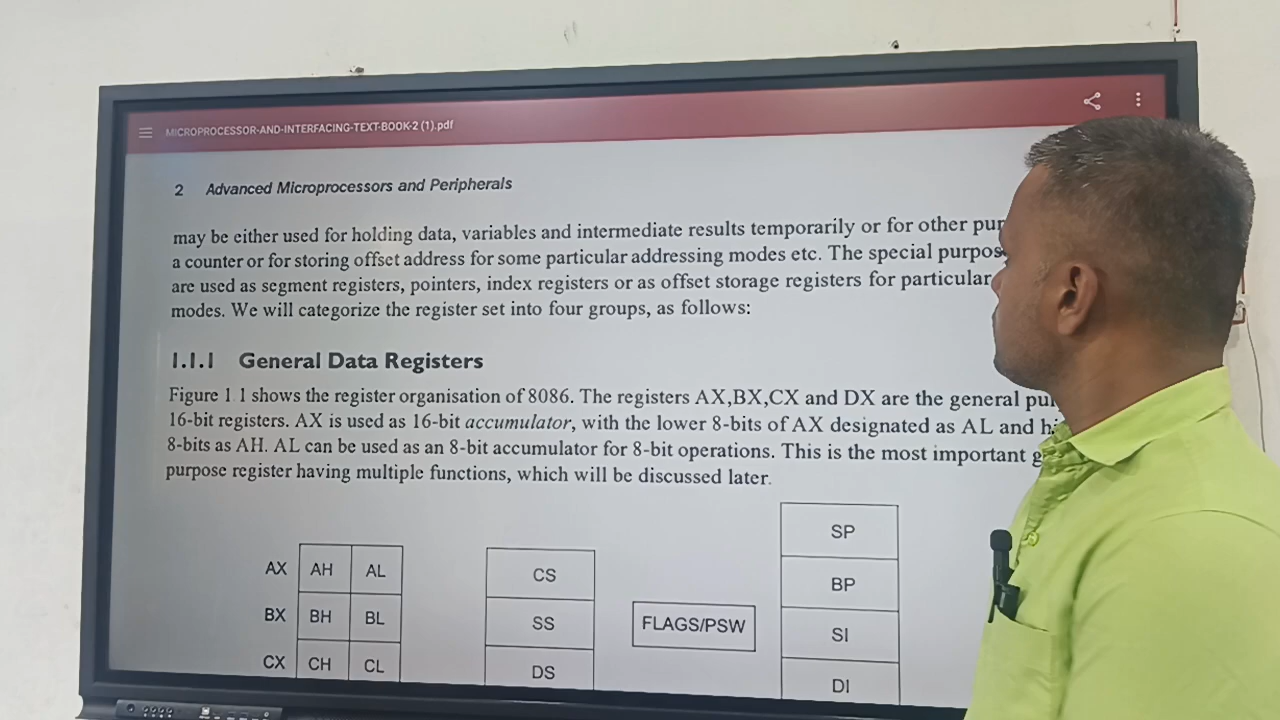 MICROPROCESSOR-AND-INTERFACING-TEXT-BOOK-2 (1).pdf
2 Advanced Microprocessors and Peripherals
may be either used for holding data, variables and intermediate results temporarily or for other
a counter or for storing offset address for some particular addressing modes etc. The special
are used as segment registers, pointers, index registers or as offset storage registers for particular
modes. We will categorize the register set into four groups, as follows:
1.1.1 General Data Registers
Figure 1.1 shows the register organisation of 8086. The registers AX,BX,CX and DX are the general
16-bit registers. AX is used as 16-bit accumulator, with the lower 8-bits of AX designated as AL and
8-bits as AH. AL can be used as an 8-bit accumulator for 8-bit operations. This is the most important
purpose register having multiple functions, which will be discussed later.
AX AH AL
BX BH BL
CX CH CL
CS
SS
DS
FLAGS/PSW
SP
BP
SI
DI